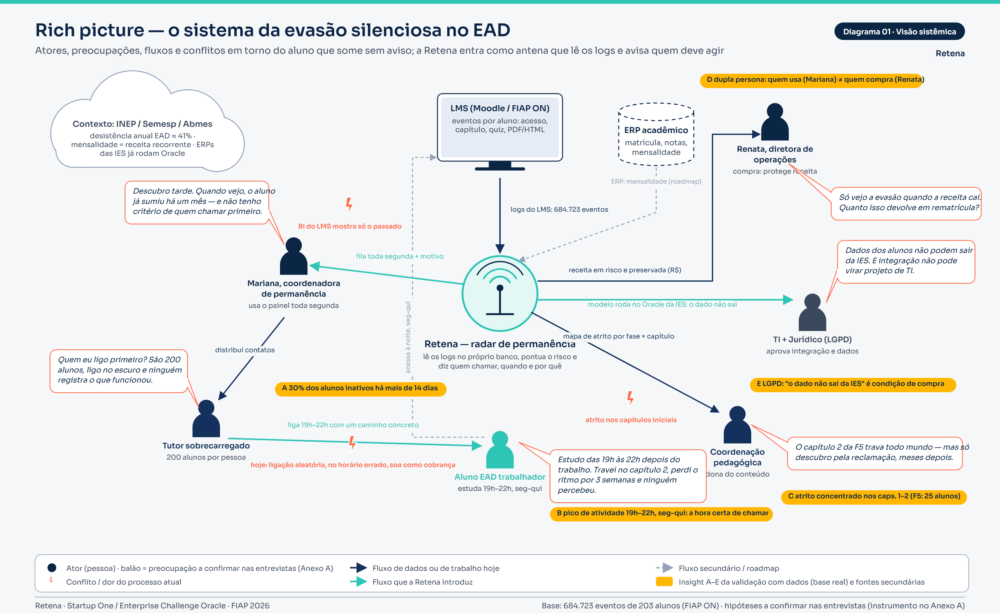 Rich picture — o sistema da evasão silenciosa no EAD
Atores, preocupações, fluxos e conflitos em torno do aluno que some sem aviso; a Retena entra como antena que lê os logs e avisa quem deve agir
Diagrama 01 · Visão sistêmica
Retena
D dupla persona: quem usa (Mariana) ≠ quem compra (Renata)
Contexto: INEP / Semesp / Abmes
desistência anual EAD ≈ 41% ·
mensalidade = receita recorrente · ERPs
das IES já rodam Oracle
LMS (Moodle / FIAP ON)
eventos por aluno: acesso,
capítulo, quiz, PDF/HTML
ERP acadêmico
matrícula, notas,
mensalidade
ERP: mensalidade (roadmap)
Renata, diretora de
operações
compra: protege receita
Descubro tarde. Quando vejo, o aluno
já sumiu há um mês — e não tenho
critério de quem chamar primeiro.
Só vejo a evasão quando a receita cai.
Quanto isso devolve em rematrícula?
BI do LMS mostra só o passado
logs do LMS: 684.723 eventos
Dados dos alunos não podem sair
da IES. E integração não pode
virar projeto de TI.
fila toda segunda + motivo
receita em risco e preservada (R$)
Mariana, coordenadora
de permanência
usa o painel toda segunda
modelo roda no Oracle da IES: o dado não sai
acessa à noite, seg–qui
mapa de atrito por fase × capítulo
TI + Jurídico (LGPD)
aprova integração e dados
Retena — radar de permanência
lê os logs no próprio banco, pontua o risco e
diz quem chamar, quando e por quê
distribui contatos
Quem eu ligo primeiro? São 200
alunos, ligo no escuro e ninguém
registra o que funcionou.
A 30% dos alunos inativos há mais de 14 dias
E LGPD: "o dado não sai da IES" é condição de compra
atrito nos capítulos iniciais
liga 19h–22h com um caminho concreto
Tutor sobrecarregado
200 alunos por pessoa
hoje: ligação aleatória, no horário errado, soa como cobrança
Aluno EAD trabalhador
estuda 19h–22h, seg–qui
Estudo das 19h às 22h depois do
trabalho. Travei no capítulo 2, perdi o
ritmo por 3 semanas e ninguém
percebeu.
Coordenação
pedagógica
dona do conteúdo
O capítulo 2 da F5 trava todo mundo — mas só
descubro pela reclamação, meses depois.
C atrito concentrado nos caps. 1–2 (F5: 25 alunos)
B pico de atividade 19h–22h, seg–qui: a hora certa de chamar
Ator (pessoa) · balão = preocupação a confirmar nas entrevistas (Anexo A)
Fluxo de dados ou de trabalho hoje
Fluxo secundário / roadmap
Conflito / dor do processo atual
Fluxo que a Retena introduz
Insight A–E da validação com dados (base real) e fontes secundárias
Retena · Startup One / Enterprise Challenge Oracle · FIAP 2026
Base: 684.723 eventos de 203 alunos (FIAP ON) · hipóteses a confirmar nas entrevistas (instrumento no Anexo A)